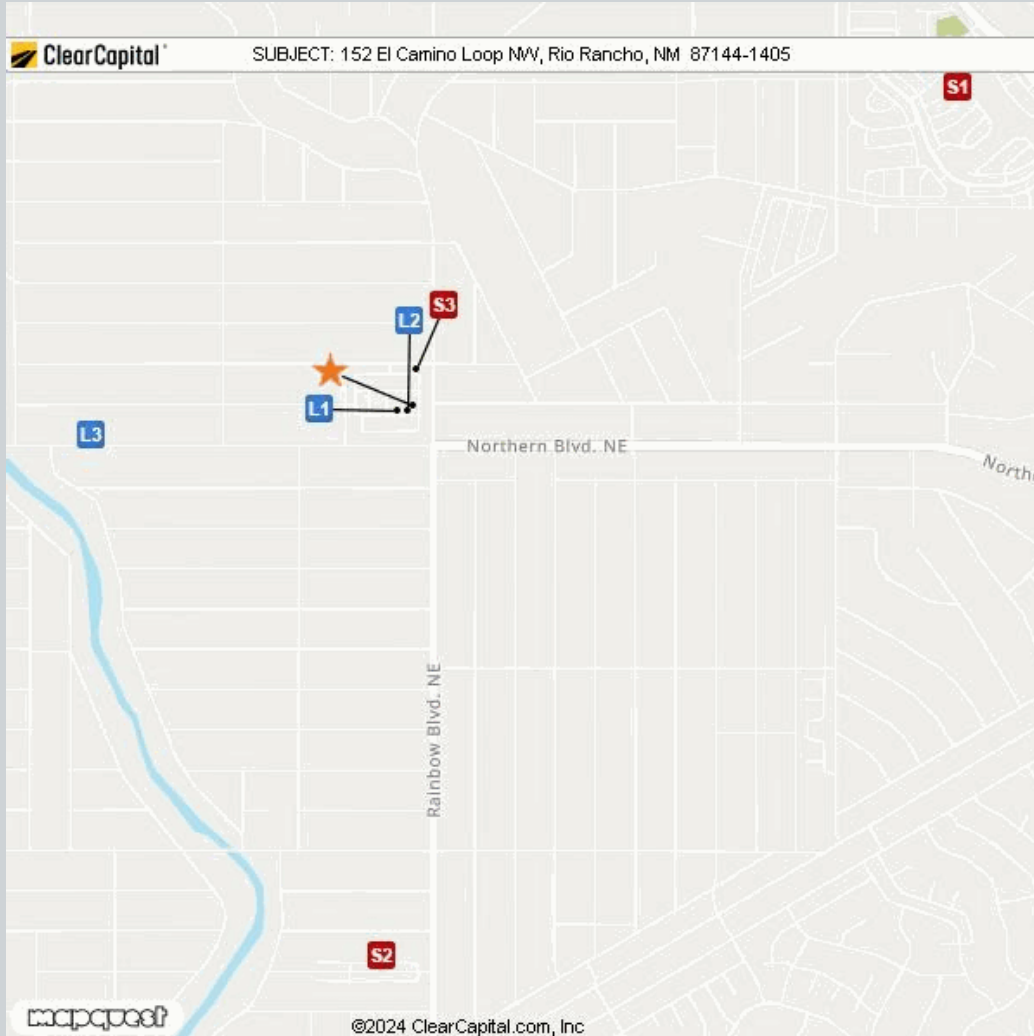 ClearCapital
SUBJECT: 152 El Camino Loop NW, Rio Rancho, NM 87144-1405
S1
S3
L2
L1
L3
Northern Blvd. NE
Rainbow Blvd. NE
S2
mapquest
©2024 ClearCapital.com, Inc